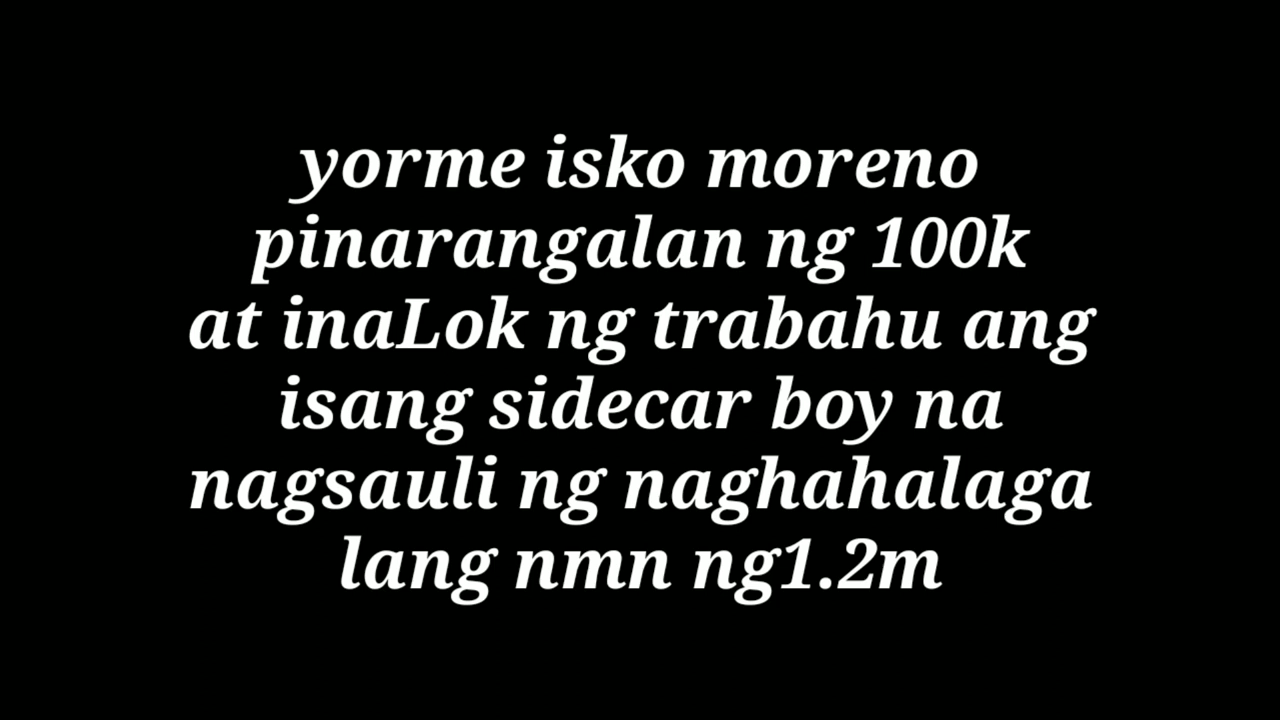 yorme isko moreno
pinarangalan ng 100k
at inaLok ng trabahu ang
isang sidecar boy na
nagsauli ng naghahalaga
lang nmn ng1.2m